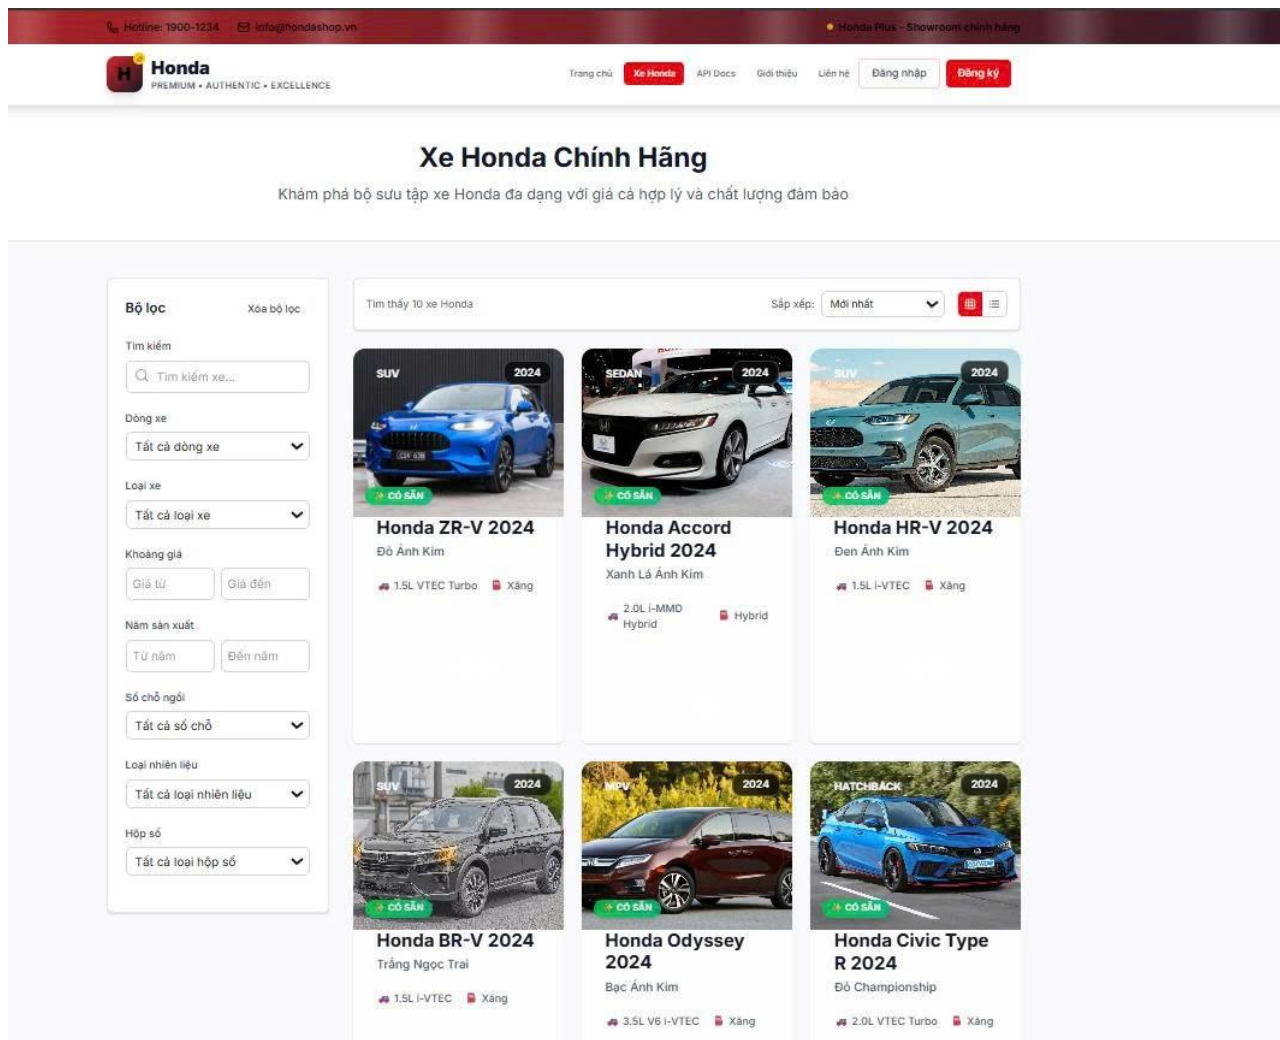 Hotline: 1900-1234 info@hondashop.vn
Honda Plus - Showroom chính hãng
H
Honda
PREMIUM • AUTHENTIC • EXCELLENCE
Trang chủ Xe Honda API Docs Giới thiệu Liên hệ Đăng nhập Đăng ký
Xe Honda Chính Hãng
Khám phá bộ sưu tập xe Honda đa dạng với giá cả hợp lý và chất lượng đảm bảo
Bộ lọc Xóa bộ lọc
Tìm kiếm
Tìm kiếm xe...
Dòng xe
Tất cả dòng xe
Loại xe
Tất cả loại xe
Khoảng giá
Giá từ Giá đến
Năm sản xuất
Từ năm Đến năm
Số chỗ ngồi
Tất cả số chỗ
Loại nhiên liệu
Tất cả loại nhiên liệu
Hộp số
Tất cả loại hộp số
Tìm thấy 10 xe Honda Sắp xếp: Mới nhất
SUV 2024
✨ CÓ SẴN
Honda ZR-V 2024
Đỏ Ánh Kim
1.5L VTEC Turbo Xăng
SEDAN 2024
✨ CÓ SẴN
Honda Accord
Hybrid 2024
Xanh Lá Ánh Kim
2.0L i-MMD
Hybrid
Hybrid
SUV 2024
✨ CÓ SẴN
Honda HR-V 2024
Đen Ánh Kim
1.5L i-VTEC Xăng
SUV 2024
✨ CÓ SẴN
Honda BR-V 2024
Trắng Ngọc Trai
1.5L i-VTEC Xăng
MPV 2024
✨ CÓ SẴN
Honda Odyssey
2024
Bạc Ánh Kim
3.5L V6 i-VTEC Xăng
HATCHBACK 2024
✨ CÓ SẴN
Honda Civic Type
R 2024
Đỏ Championship
2.0L VTEC Turbo Xăng